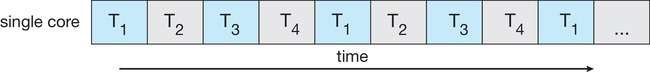 single core T₁ T₂ T₃ T₄ T₁ T₂ T₃ T₄ T₁ ...
time